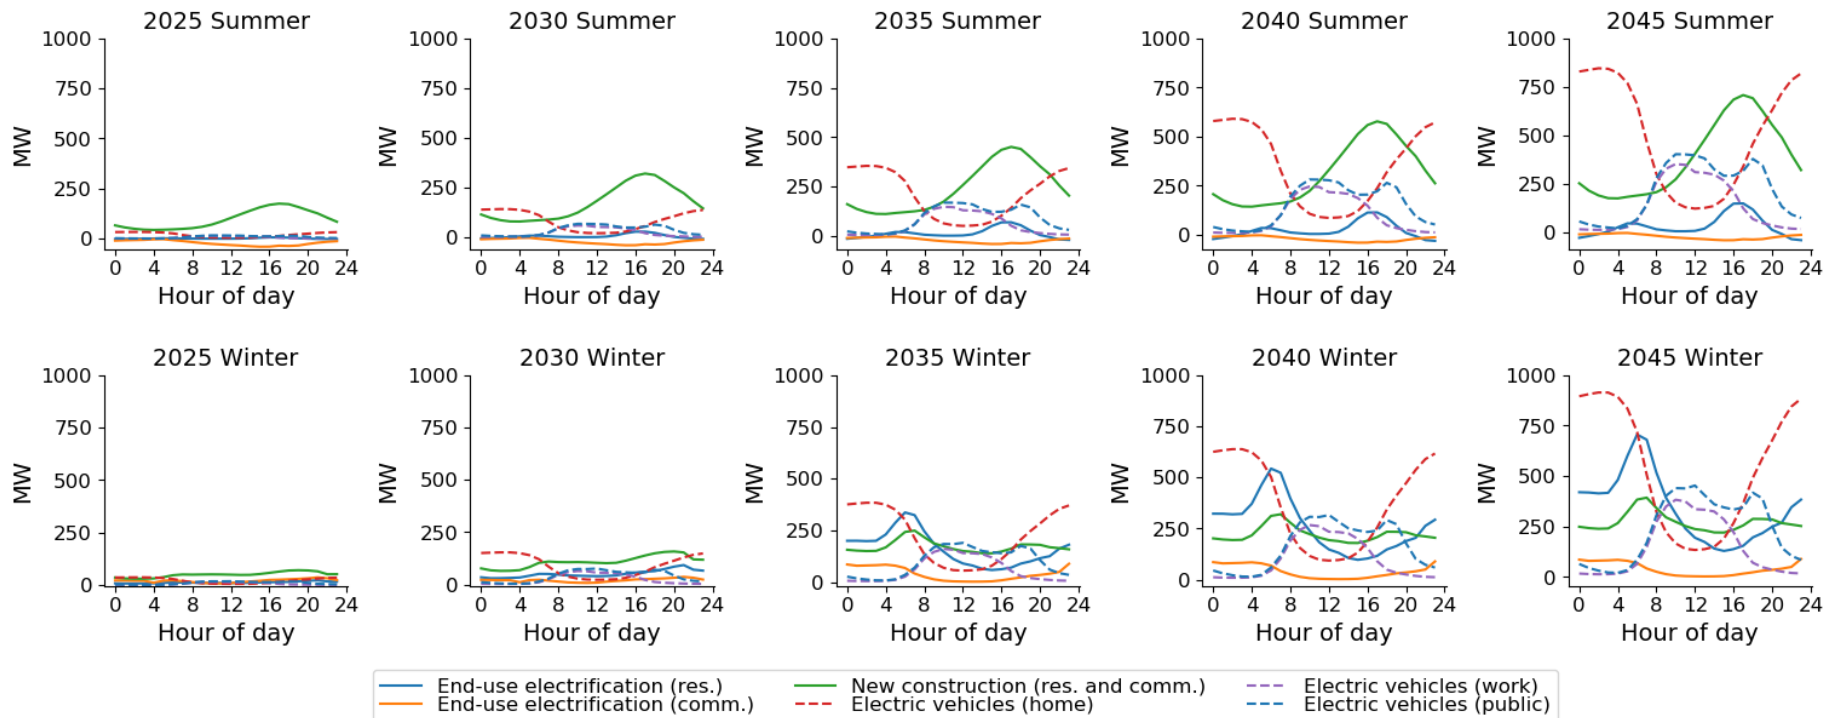 2025 Summer 2030 Summer 2035 Summer 2040 Summer 2045 Summer
1000 1000 1000 1000 1000
750 750 750 750 750
500 500 500 500 500
250 250 250 250 250
0 0 0 0 0
MW MW MW MW MW
0 4 8 12 16 20 24 0 4 8 12 16 20 24 0 4 8 12 16 20 24 0 4 8 12 16 20 24 0 4 8 12 16 20 24
Hour of day Hour of day Hour of day Hour of day Hour of day
2025 Winter 2030 Winter 2035 Winter 2040 Winter 2045 Winter
1000 1000 1000 1000 1000
750 750 750 750 750
500 500 500 500 500
250 250 250 250 250
0 0 0 0 0
MW MW MW MW MW
0 4 8 12 16 20 24 0 4 8 12 16 20 24 0 4 8 12 16 20 24 0 4 8 12 16 20 24 0 4 8 12 16 20 24
Hour of day Hour of day Hour of day Hour of day Hour of day
End-use electrification (res.) New construction (res. and comm.) Electric vehicles (work)
End-use electrification (comm.) Electric vehicles (home) Electric vehicles (public)